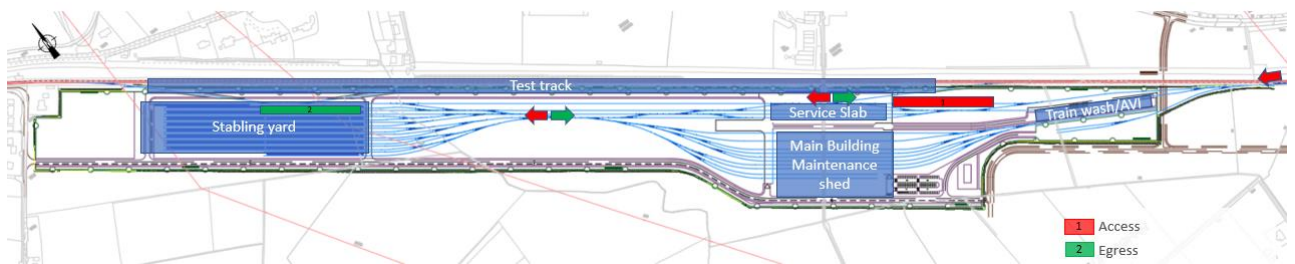 Test track
2
1
Train wash/AVI
Service Slab
Stabling yard
Main Building
Maintenance
shed
1 Access
2 Egress